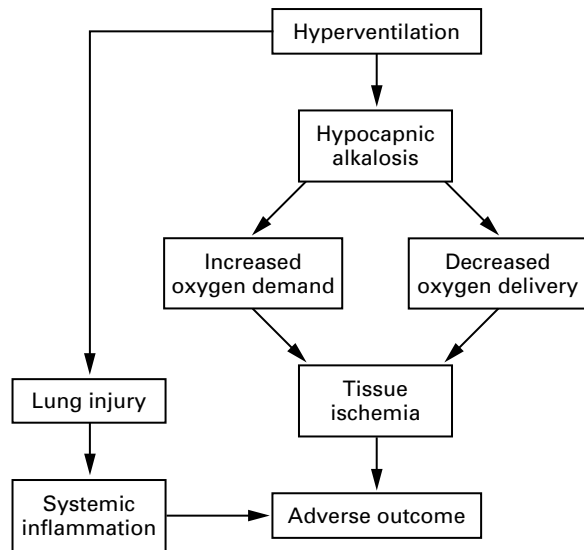 Hyperventilation
Hypocapnic
alkalosis
Increased
oxygen demand
Decreased
oxygen delivery
Lung injury
Tissue
ischemia
Systemic
inflammation
Adverse outcome